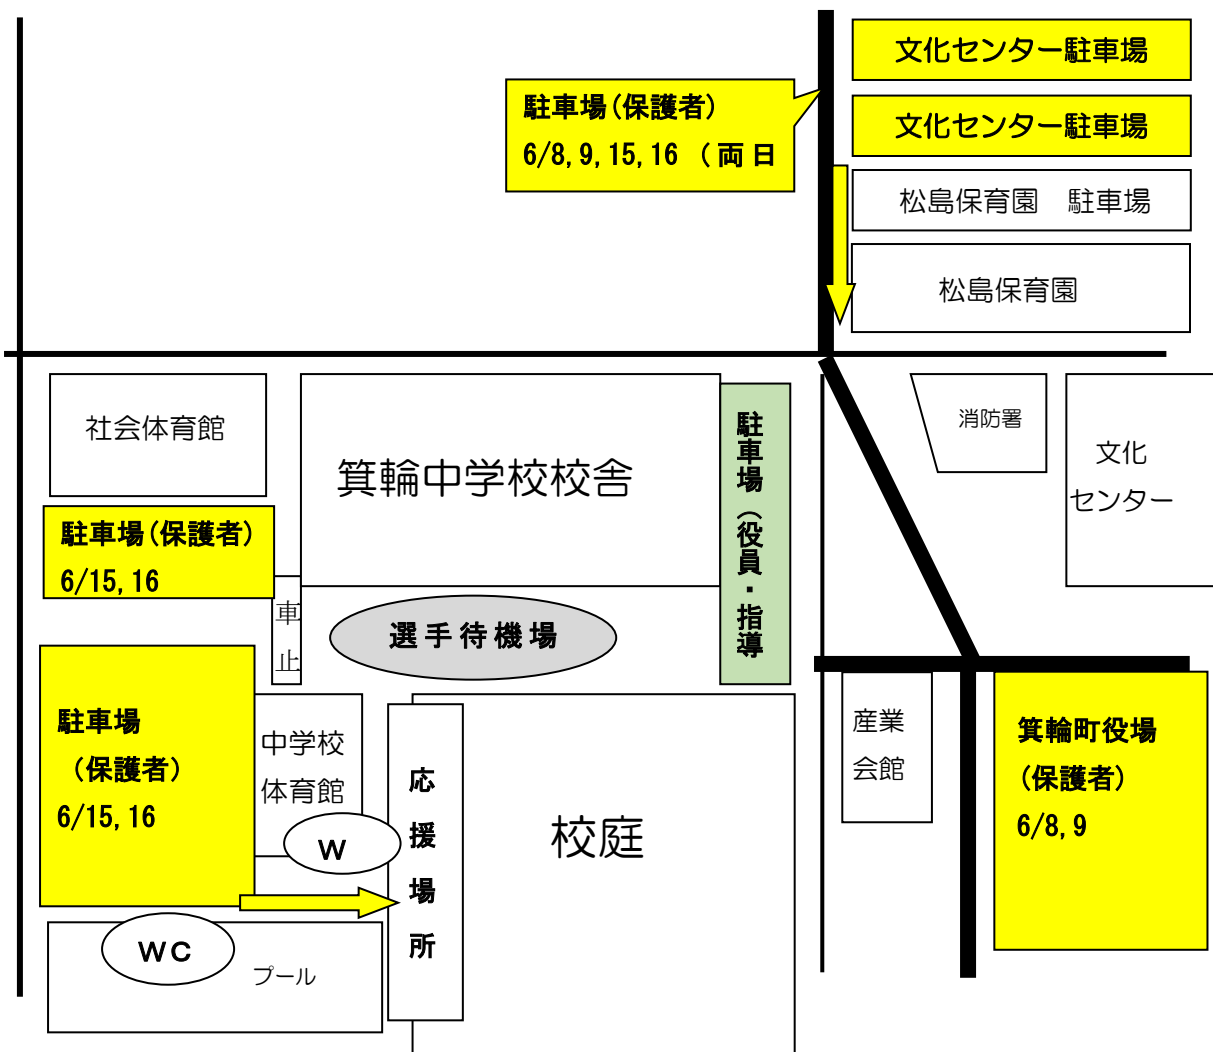 文化センター駐車場
駐車場(保護者)
6/8, 9, 15, 16 (両日
文化センター駐車場
松島保育園 駐車場
松島保育園
社会体育館
箕輪中学校校舎
駐車場(役員・指導
消防署
文化
センター
駐車場(保護者)
6/15, 16
車
止
選手待機場
駐車場
(保護者)
6/15, 16
中学校
体育館
W
応
援
場
所
校庭
産業
会館
箕輪町役場
(保護者)
6/8, 9
WC
プール